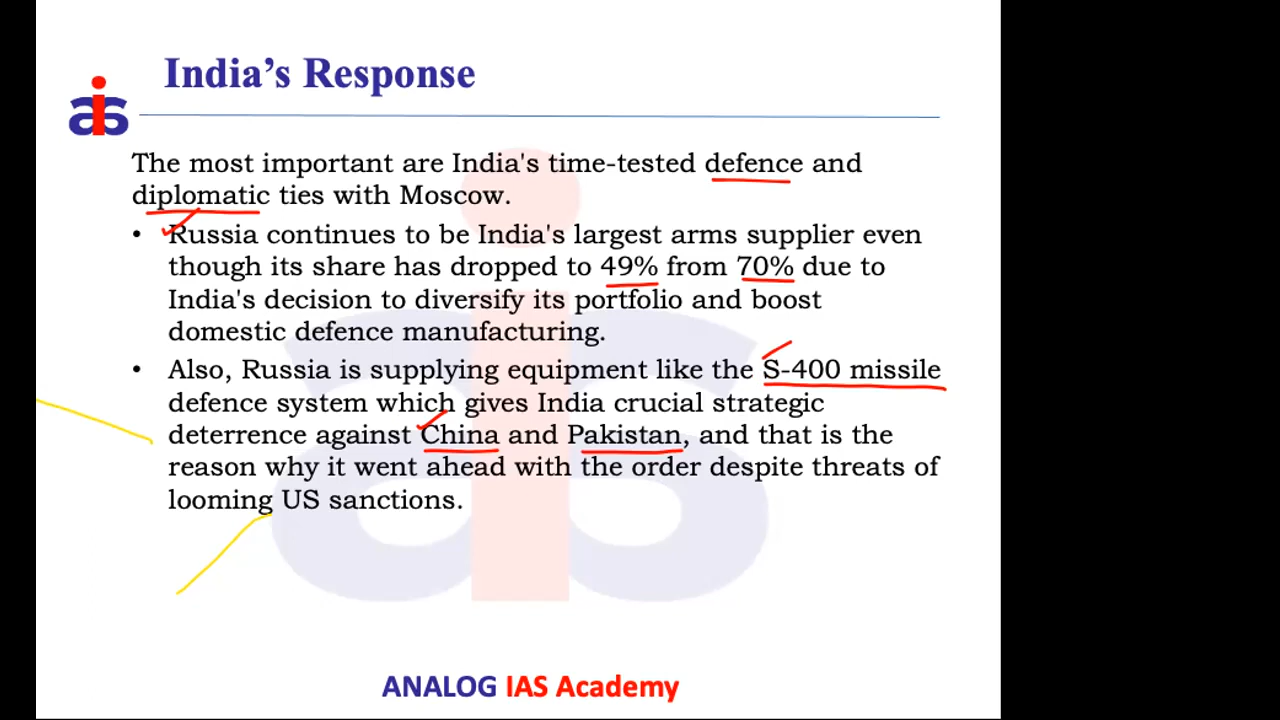 India's Response
ias
The most important are India's time-tested defence and
diplomatic ties with Moscow.
• Russia continues to be India's largest arms supplier even
though its share has dropped to 49% from 70% due to
India's decision to diversify its portfolio and boost
domestic defence manufacturing.
• Also, Russia is supplying equipment like the S-400 missile
defence system which gives India crucial strategic
deterrence against China and Pakistan, and that is the
reason why it went ahead with the order despite threats of
looming US sanctions.
ANALOG IAS Academy